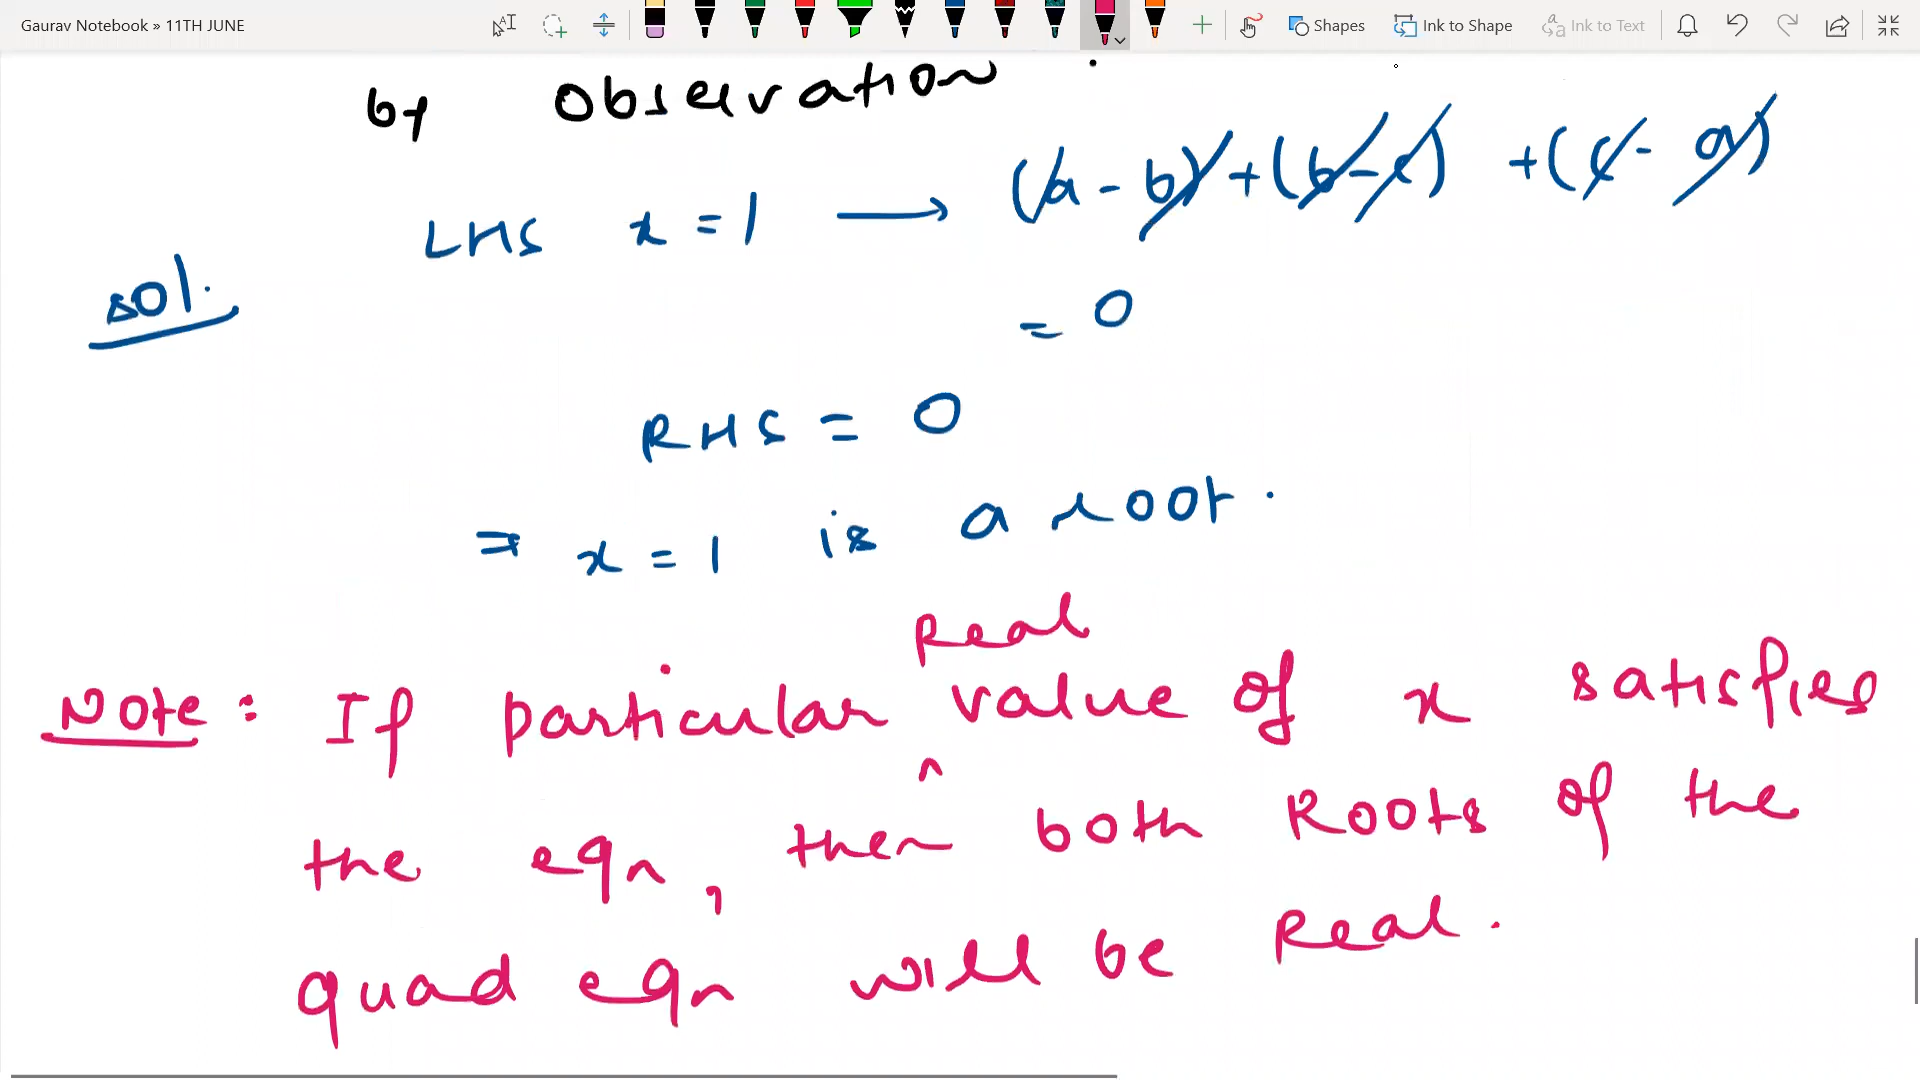 Gaurav Notebook » 11TH JUNE
Shapes
Ink to Shape
Ink to Text
by observation :
LHS x = 1 → (a - b) + (b - c) + (c - a)
sol.
= 0
RHS = 0
⇒ x = 1 is a root.
Real
Note : If particular ^ value of x satisfies
the eqn, then both Roots of the
quad eqn will be Real.